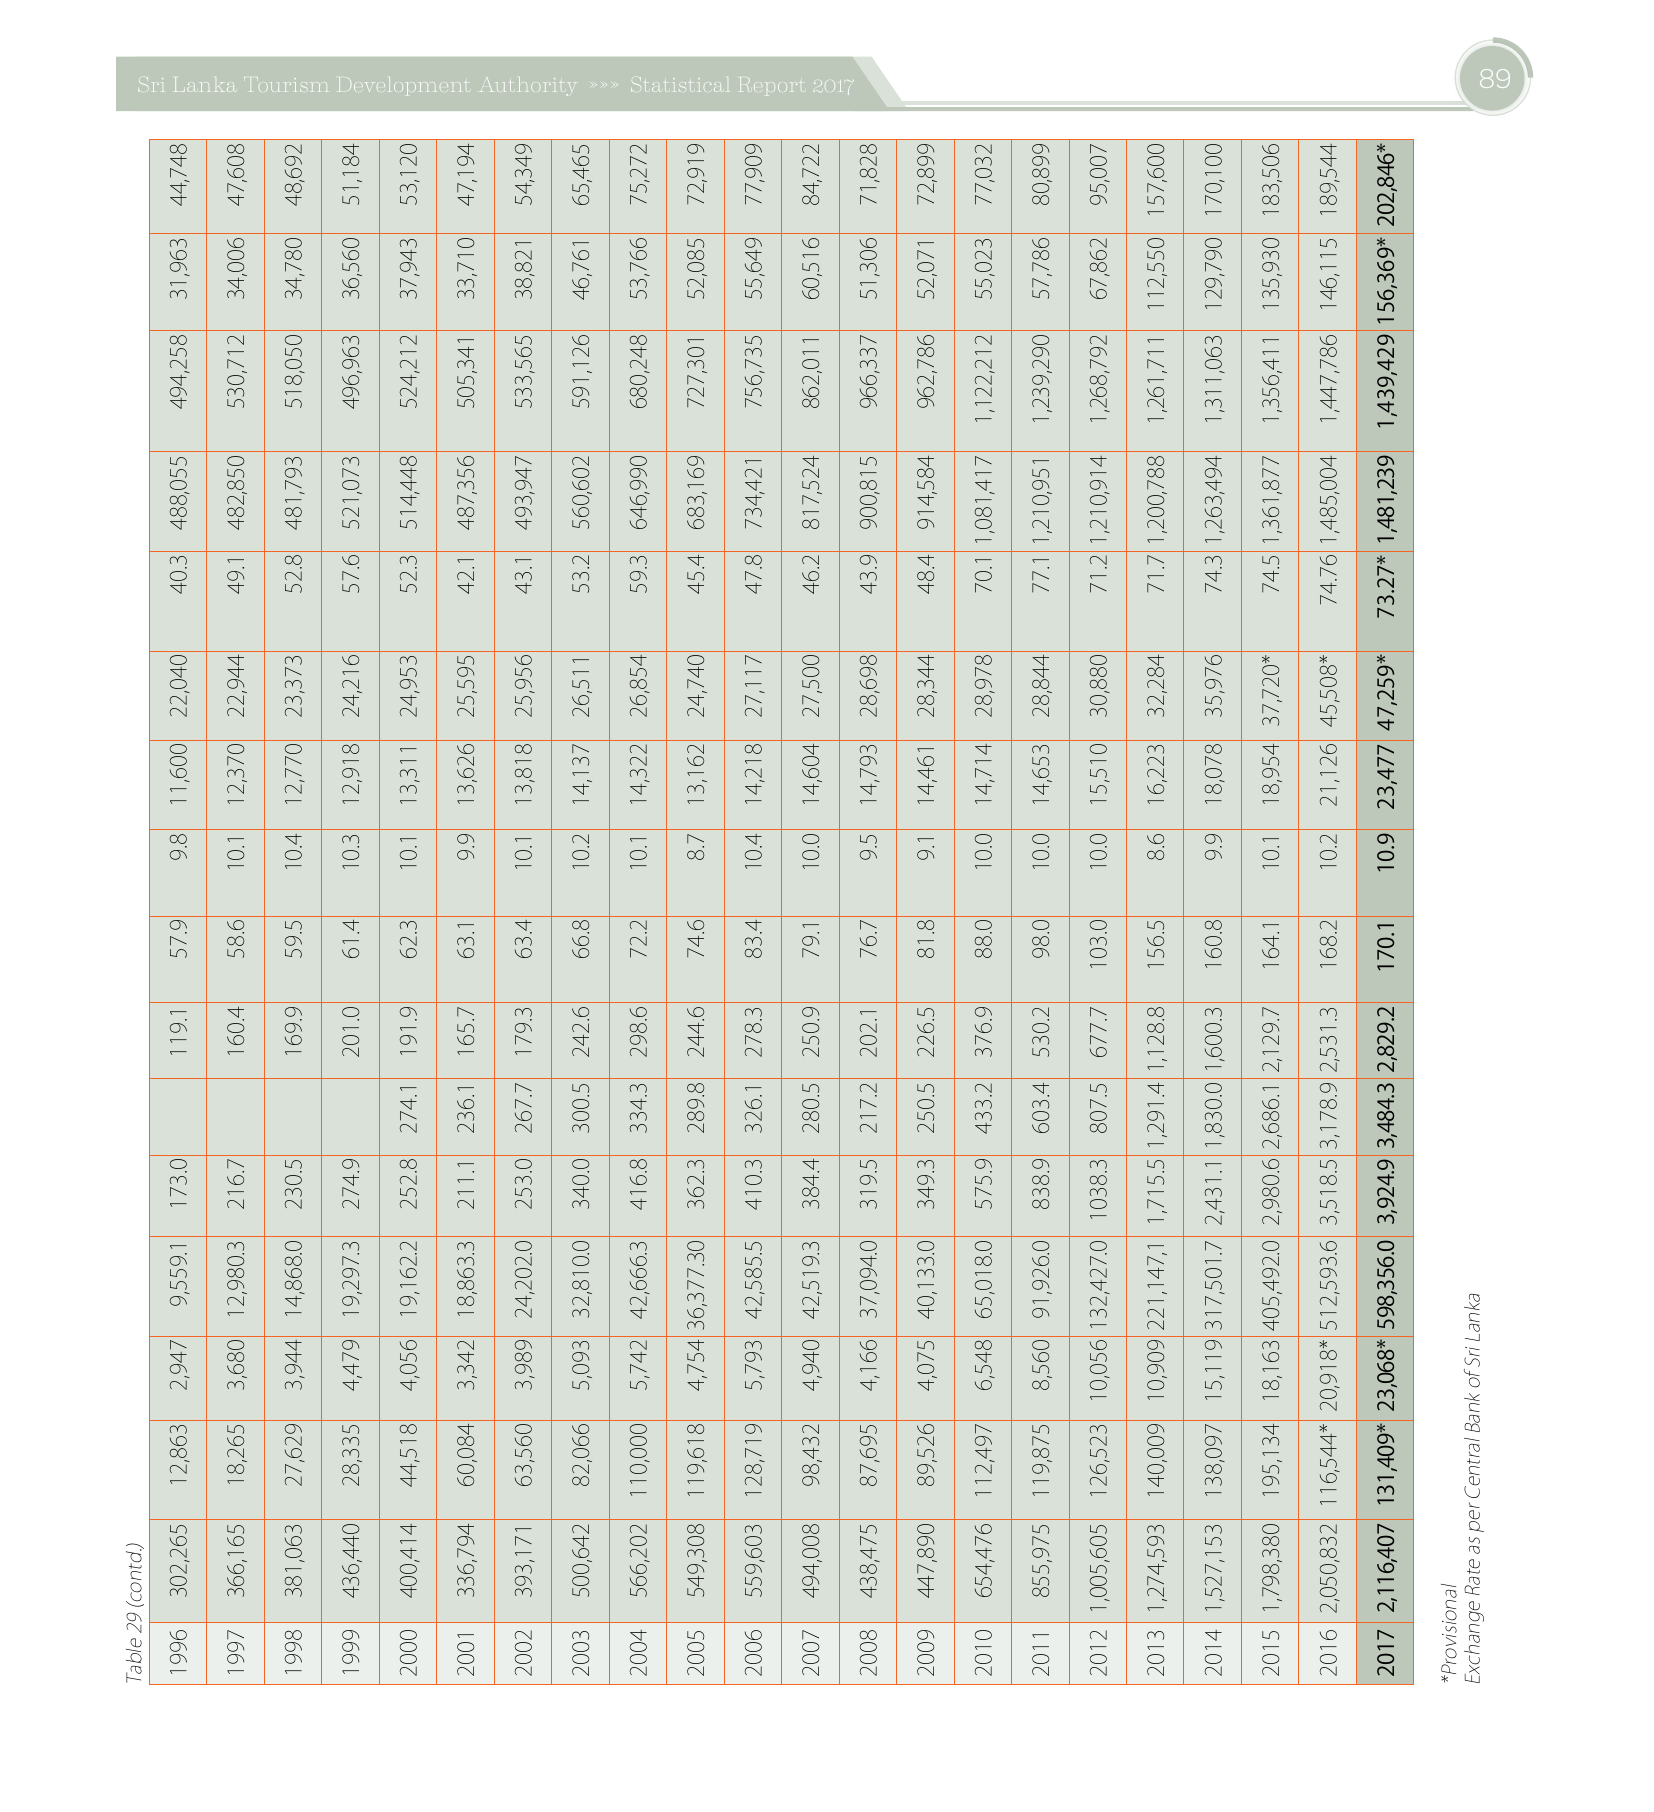 Sri Lanka Tourism Development Authority »»» Statistical Report 2017
89
Table 29 (contd.)
1996 302,265 12,863 2,947 9,559.1 173.0 119.1 57.9 9.8 11,600 22,040 40.3 488,055 494,258 31,963 44,748
1997 366,165 18,265 3,680 12,980.3 216.7 160.4 58.6 10.1 12,370 22,944 49.1 482,850 530,712 34,006 47,608
1998 381,063 27,629 3,944 14,868.0 230.5 169.9 59.5 10.4 12,770 23,373 52.8 481,793 518,050 34,780 48,692
1999 436,440 28,335 4,479 19,297.3 274.9 201.0 61.4 10.3 12,918 24,216 57.6 521,073 496,963 36,560 51,184
2000 400,414 44,518 4,056 19,162.2 252.8 274.1 191.9 62.3 10.1 13,311 24,953 52.3 514,448 524,212 37,943 53,120
2001 336,794 60,084 3,342 18,863.3 211.1 236.1 165.7 63.1 9.9 13,626 25,595 42.1 487,356 505,341 33,710 47,194
2002 393,171 63,560 3,989 24,202.0 253.0 267.7 179.3 63.4 10.1 13,818 25,956 43.1 493,947 533,565 38,821 54,349
2003 500,642 82,066 5,093 32,810.0 340.0 300.5 242.6 66.8 10.2 14,137 26,511 53.2 560,602 591,126 46,761 65,465
2004 566,202 110,000 5,742 42,666.3 416.8 334.3 298.6 72.2 10.1 14,322 26,854 59.3 646,990 680,248 53,766 75,272
2005 549,308 119,618 4,754 36,377.30 362.3 289.8 244.6 74.6 8.7 13,162 24,740 45.4 683,169 727,301 52,085 72,919
2006 559,603 128,719 5,793 42,585.5 410.3 326.1 278.3 83.4 10.4 14,218 27,117 47.8 734,421 756,735 55,649 77,909
2007 494,008 98,432 4,940 42,519.3 384.4 280.5 250.9 79.1 10.0 14,604 27,500 46.2 817,524 862,011 60,516 84,722
2008 438,475 87,695 4,166 37,094.0 319.5 217.2 202.1 76.7 9.5 14,793 28,698 43.9 900,815 966,337 51,306 71,828
2009 447,890 89,526 4,075 40,133.0 349.3 250.5 226.5 81.8 9.1 14,461 28,344 48.4 914,584 962,786 52,071 72,899
2010 654,476 112,497 6,548 65,018.0 575.9 433.2 376.9 88.0 10.0 14,714 28,978 70.1 1,081,417 1,122,212 55,023 77,032
2011 855,975 119,875 8,560 91,926.0 838.9 603.4 530.2 98.0 10.0 14,653 28,844 77.1 1,210,951 1,239,290 57,786 80,899
2012 1,005,605 126,523 10,056 132,427.0 1038.3 807.5 677.7 103.0 10.0 15,510 30,880 71.2 1,210,914 1,268,792 67,862 95,007
2013 1,274,593 140,009 10,909 221,147,1 1,715.5 1,291.4 1,128.8 156.5 8.6 16,223 32,284 71.7 1,200,788 1,261,711 112,550 157,600
2014 1,527,153 138,097 15,119 317,501.7 2,431.1 1,830.0 1,600.3 160.8 9.9 18,078 35,976 74.3 1,263,494 1,311,063 129,790 170,100
2015 1,798,380 195,134 18,163 405,492.0 2,980.6 2,686.1 2,129.7 164.1 10.1 18,954 37,720* 74.5 1,361,877 1,356,411 135,930 183,506
2016 2,050,832 116,544* 20,918* 512,593.6 3,518.5 3,178.9 2,531.3 168.2 10.2 21,126 45,508* 74.76 1,485,004 1,447,786 146,115 189,544
2017 2,116,407 131,409* 23,068* 598,356.0 3,924.9 3,484.3 2,829.2 170.1 10.9 23,477 47,259* 73.27* 1,481,239 1,439,429 156,369* 202,846*
*Provisional
Exchange Rate as per Central Bank of Sri Lanka